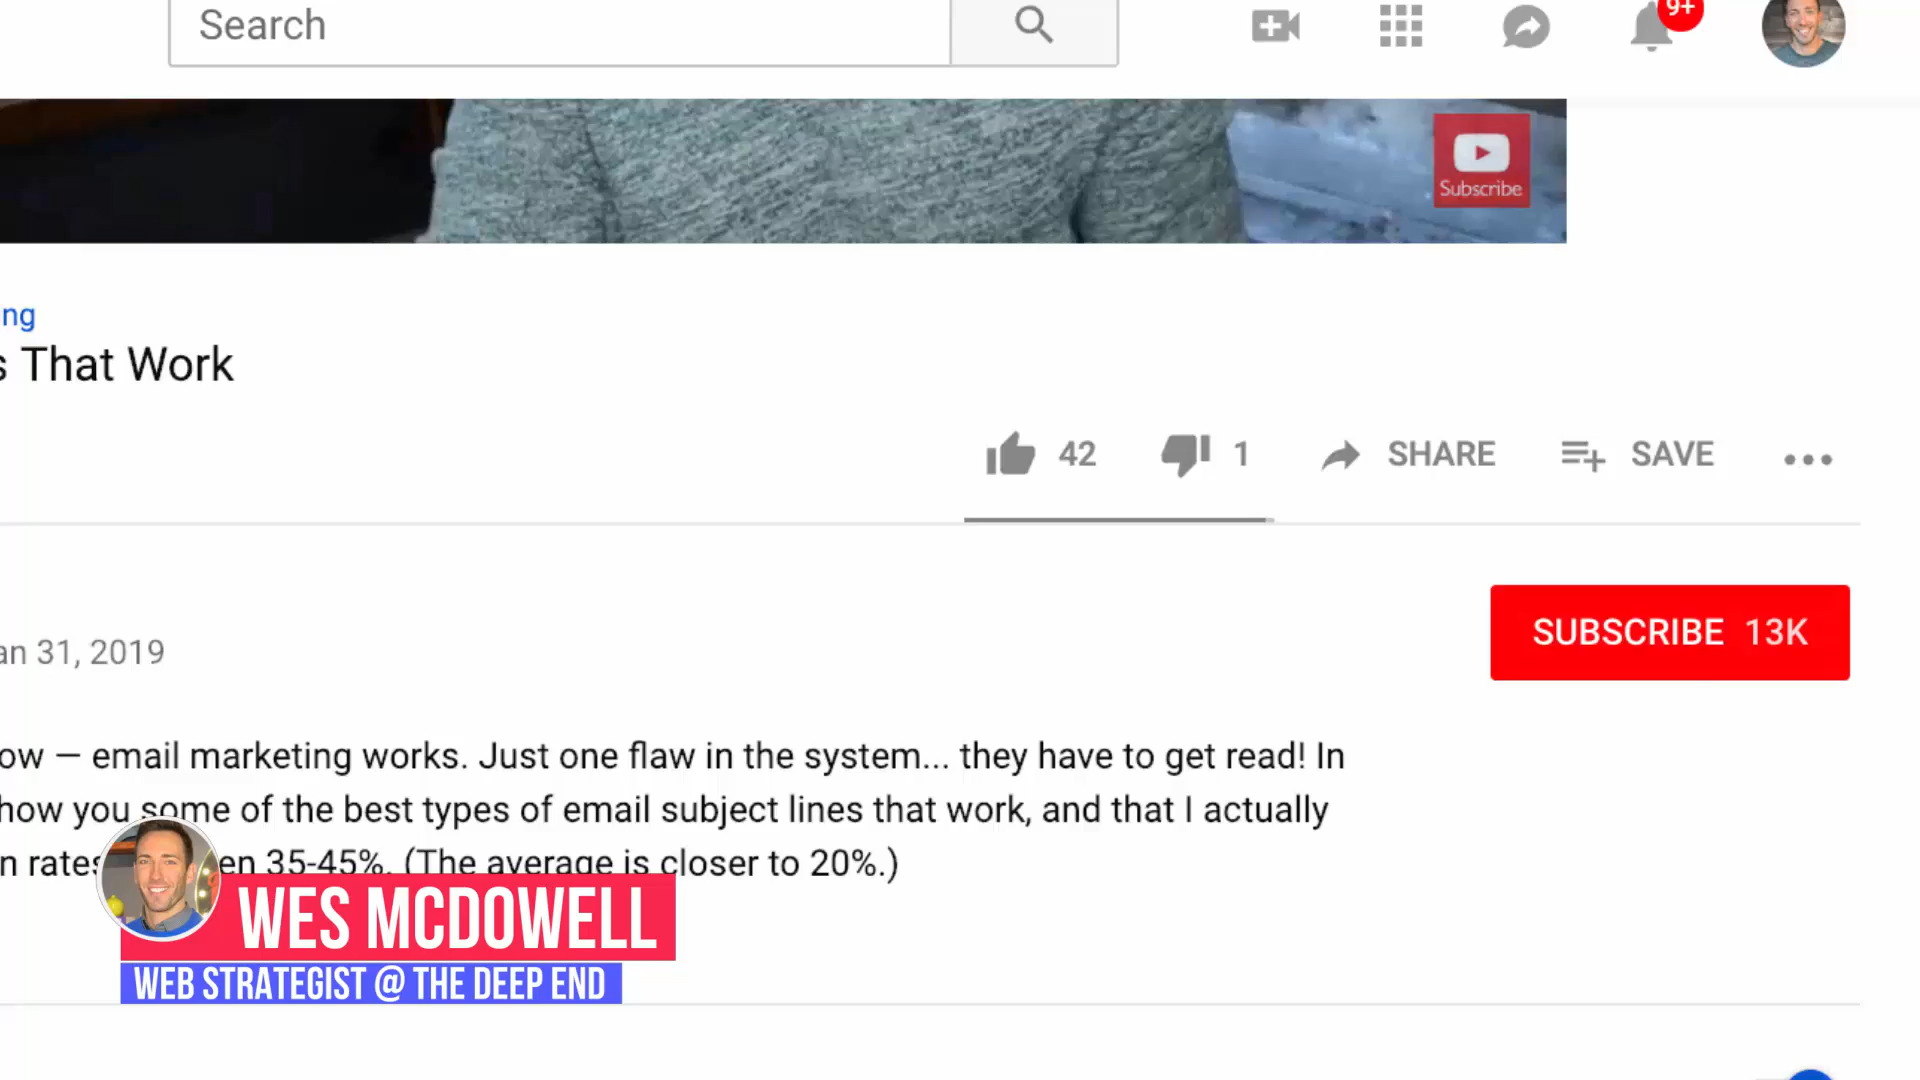 Search
9+
Subscribe
ng
s That Work
42
1
SHARE
SAVE
SUBSCRIBE 13K
an 31, 2019
ow — email marketing works. Just one flaw in the system... they have to get read! In
how you some of the best types of email subject lines that work, and that I actually
n rates en 35-45%. (The average is closer to 20%.)
WES MCDOWELL
WEB STRATEGIST @ THE DEEP END